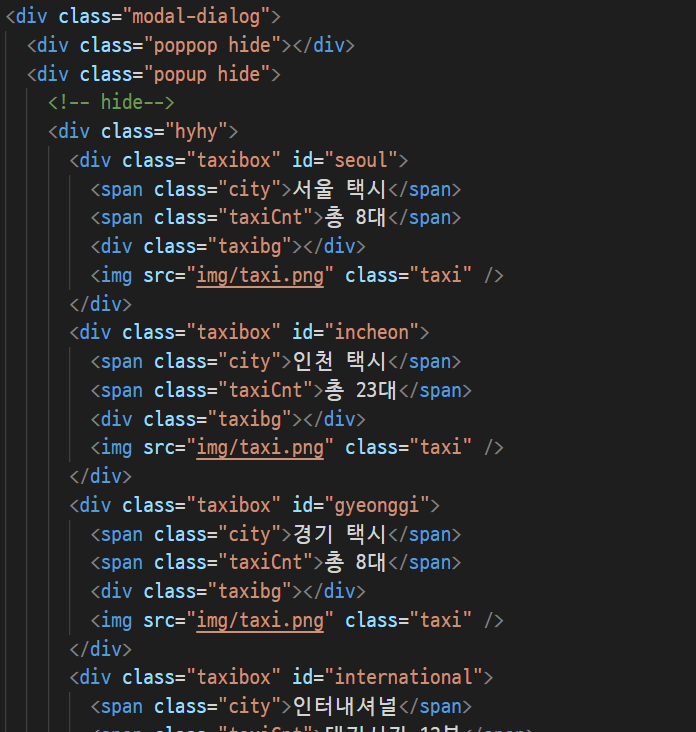 <div class="modal-dialog">
<div class="poppop hide"></div>
<div class="popup hide">
<!-- hide-->
<div class="hyhy">
<div class="taxibox" id="seoul">
<span class="city">서울 택시</span>
<span class="taxiCnt">총 8대</span>
<div class="taxibg"></div>
<img src="img/taxi.png" class="taxi" />
</div>
<div class="taxibox" id="incheon">
<span class="city">인천 택시</span>
<span class="taxiCnt">총 23대</span>
<div class="taxibg"></div>
<img src="img/taxi.png" class="taxi" />
</div>
<div class="taxibox" id="gyeonggi">
<span class="city">경기 택시</span>
<span class="taxiCnt">총 8대</span>
<div class="taxibg"></div>
<img src="img/taxi.png" class="taxi" />
</div>
<div class="taxibox" id="international">
<span class="city">인터내셔널</span>